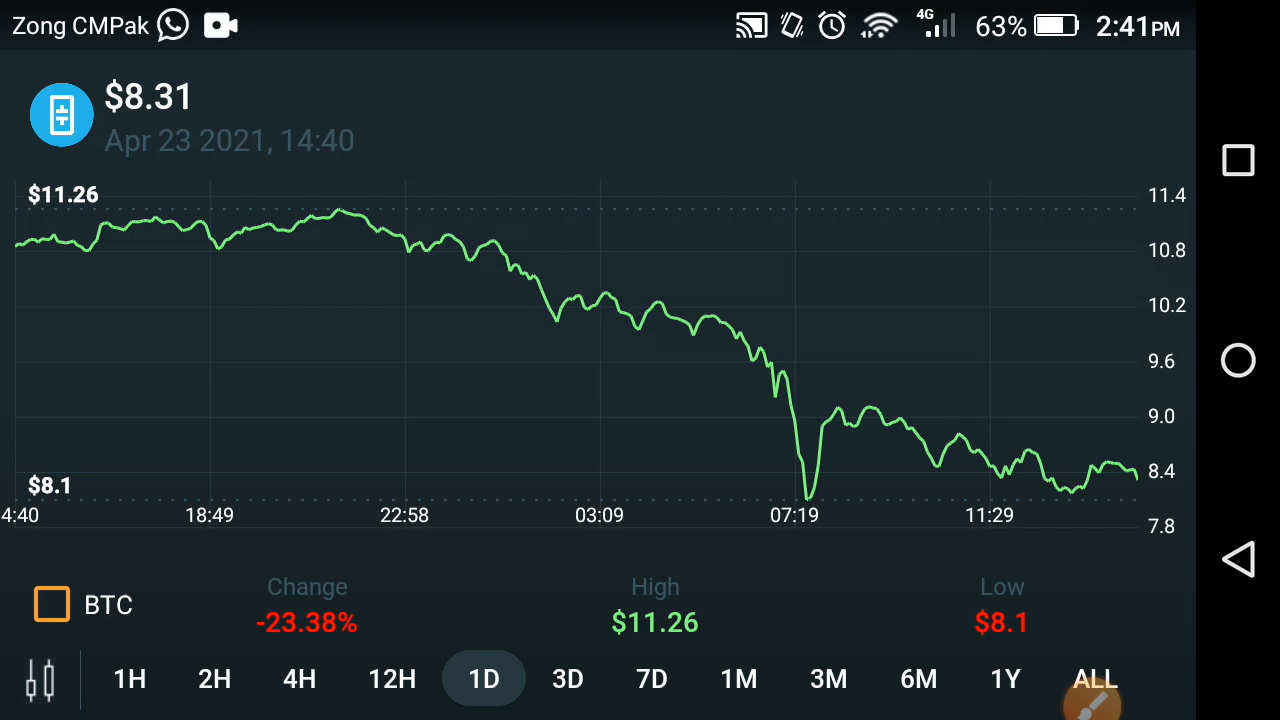 Zong CMPak 4G 63% 2:41PM
$8.31
Apr 23 2021, 14:40
$11.26
11.4
10.8
10.2
9.6
9.0
8.4
7.8
$8.1
4:40 18:49 22:58 03:09 07:19 11:29
BTC
Change High Low
-23.38% $11.26 $8.1
1H 2H 4H 12H 1D 3D 7D 1M 3M 6M 1Y ALL